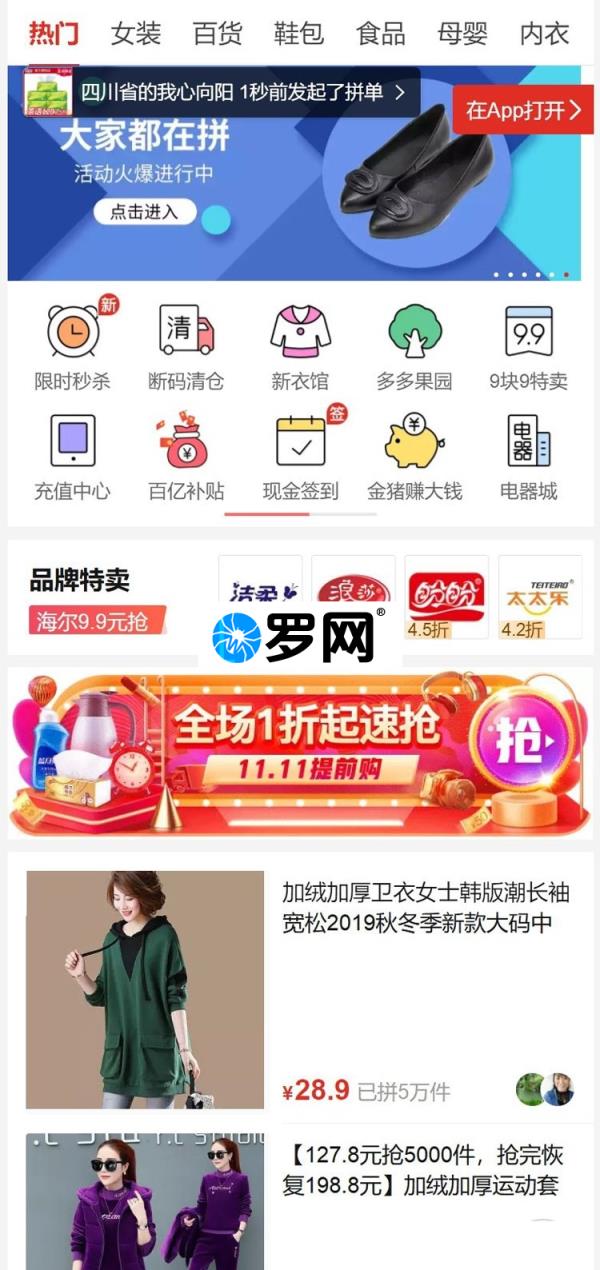 热门 女装 百货 鞋包 食品 母婴 内衣
四川省的我心向阳 1秒前发起了拼单
在App打开
大家都在拼
活动火爆进行中
点击进入
新
清
9.9
限时秒杀 断码清仓 新衣馆 多多果园 9块9特卖
签
¥
电器
¥
充值中心 百亿补贴 现金签到 金猪赚大钱 电器城
品牌特卖
海尔9.9元抢
洁柔
浪莎
盼盼
4.5折
TEITEIRO®
太太乐
4.2折
罗网®
全场1折起速抢
11.11提前购
抢
加绒加厚卫衣女士韩版潮长袖
宽松2019秋冬季新款大码中
¥28.9 已拼5万件
【127.8元抢5000件，抢完恢
复198.8元】加绒加厚运动套